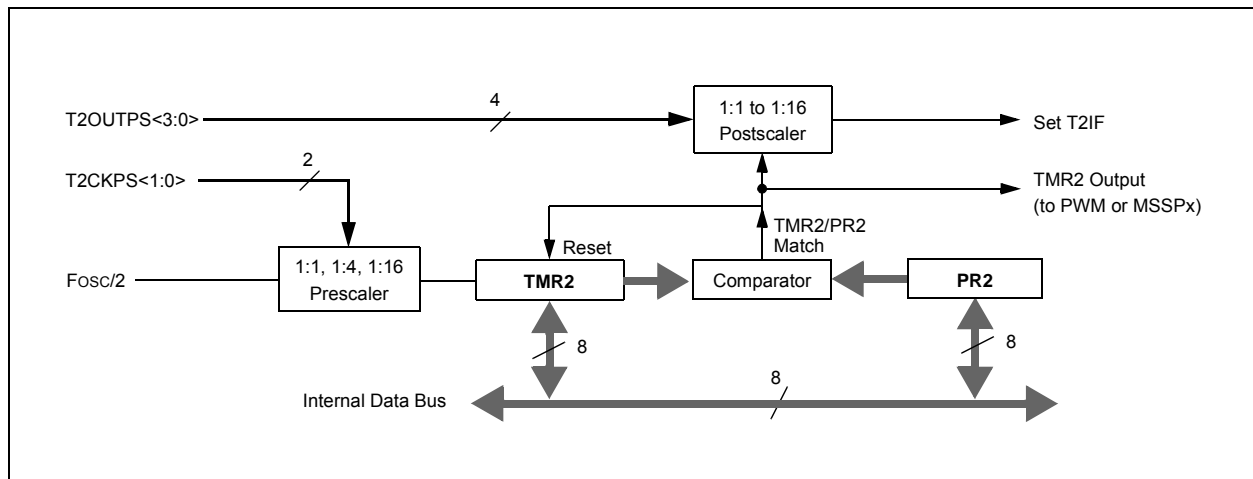 4
T2OUTPS<3:0>
1:1 to 1:16
Postscaler
Set T2IF
2
T2CKPS<1:0>
TMR2 Output
(to PWM or MSSPx)
TMR2/PR2
Match
Reset
FOSC/2
1:1, 1:4, 1:16
Prescaler
TMR2
Comparator
PR2
8
8
8
Internal Data Bus